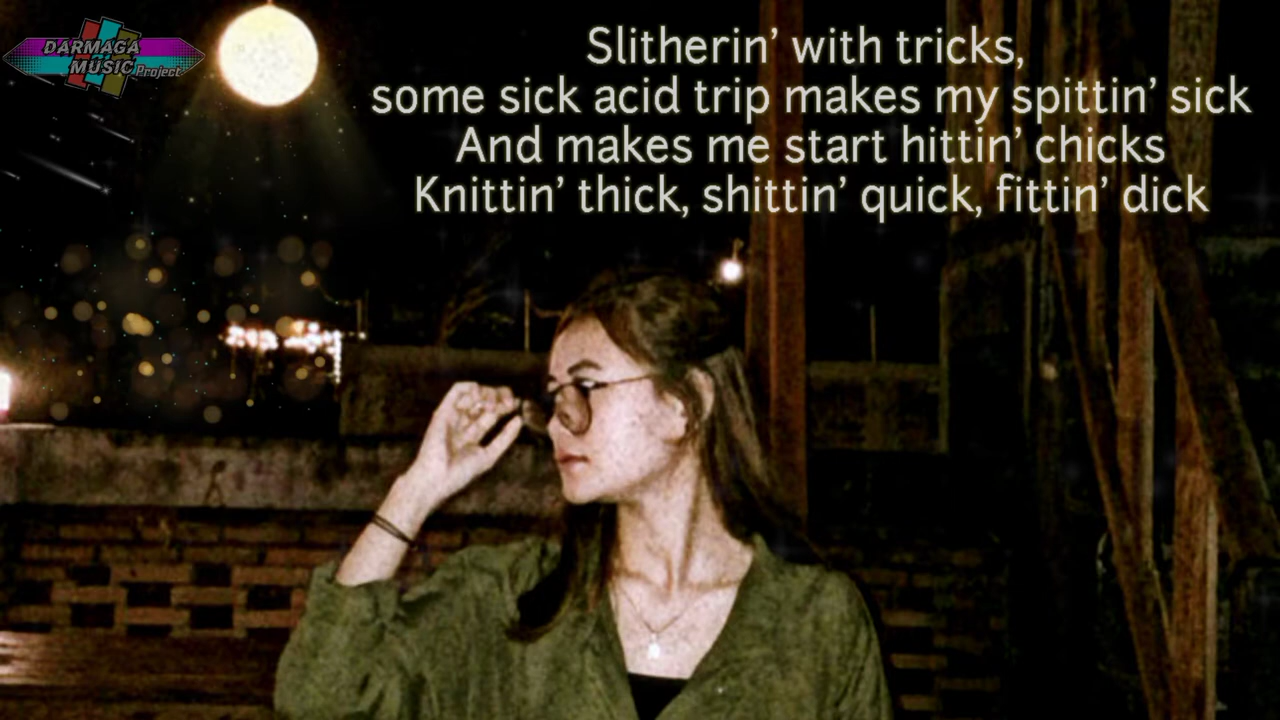 DARMAGA
MUSIC Project
Slitherin’ with tricks,
some sick acid trip makes my spittin’ sick
And makes me start hittin’ chicks
Knittin’ thick, shittin’ quick, fittin’ dick